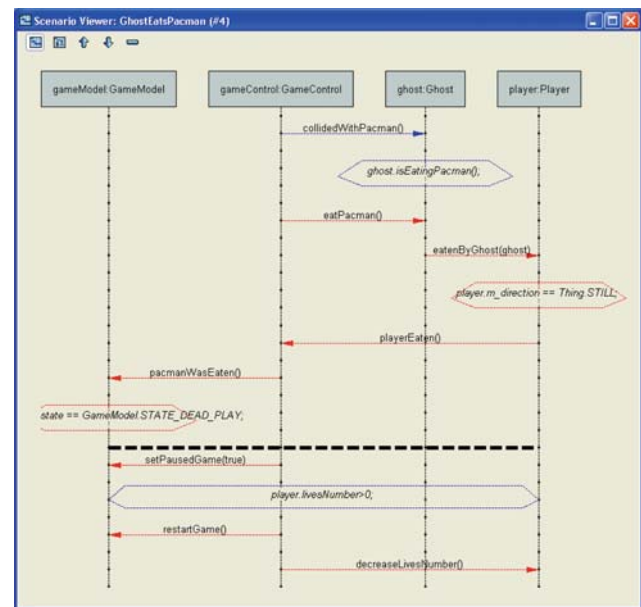 Scenario Viewer: GhostEatsPacman (#4)
gameModel:GameModel
gameControl:GameControl
ghost:Ghost
player:Player
collidedWithPacman()
ghost.isEatingPacman();
eatPacman()
eatenByGhost(ghost)
player.m_direction == Thing.STILL;
playerEaten()
pacmanWasEaten()
state == GameModel.STATE_DEAD_PLAY;
setPausedGame(true)
player.livesNumber>0;
restartGame()
decreaseLivesNumber()